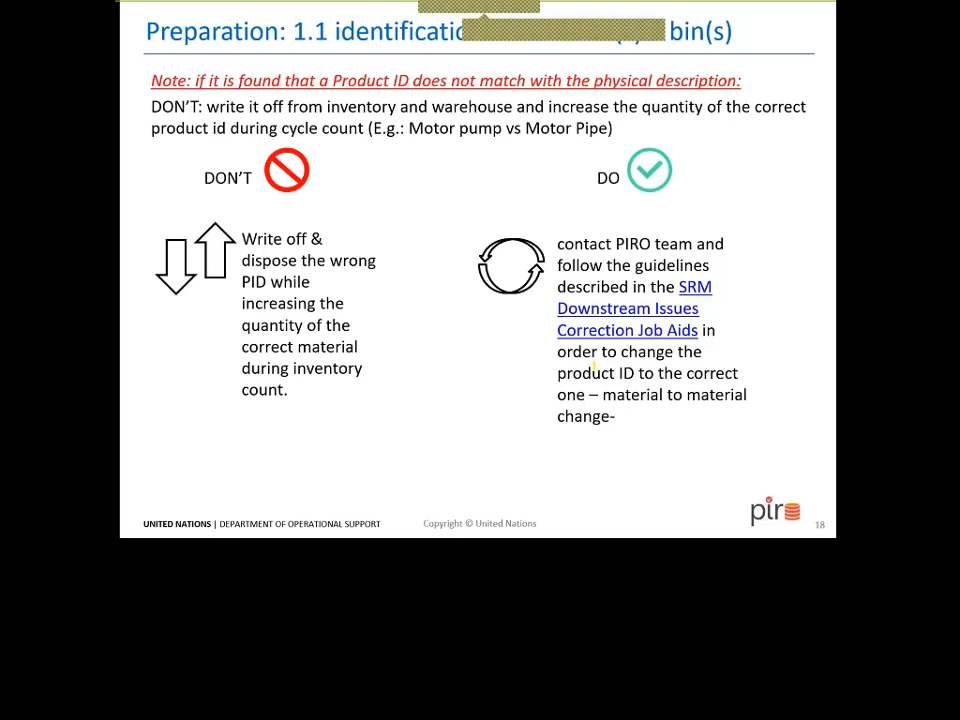 Preparation: 1.1 identificatio bin(s)
Note: if it is found that a Product ID does not match with the physical description:
DON'T: write it off from inventory and warehouse and increase the quantity of the correct
product id during cycle count (E.g.: Motor pump vs Motor Pipe)
DON'T
DO
Write off &
dispose the wrong
PID while
increasing the
quantity of the
correct material
during inventory
count.
contact PIRO team and
follow the guidelines
described in the SRM
Downstream Issues
Correction Job Aids in
order to change the
product ID to the correct
one – material to material
change-
piro
UNITED NATIONS | DEPARTMENT OF OPERATIONAL SUPPORT
Copyright © United Nations
18